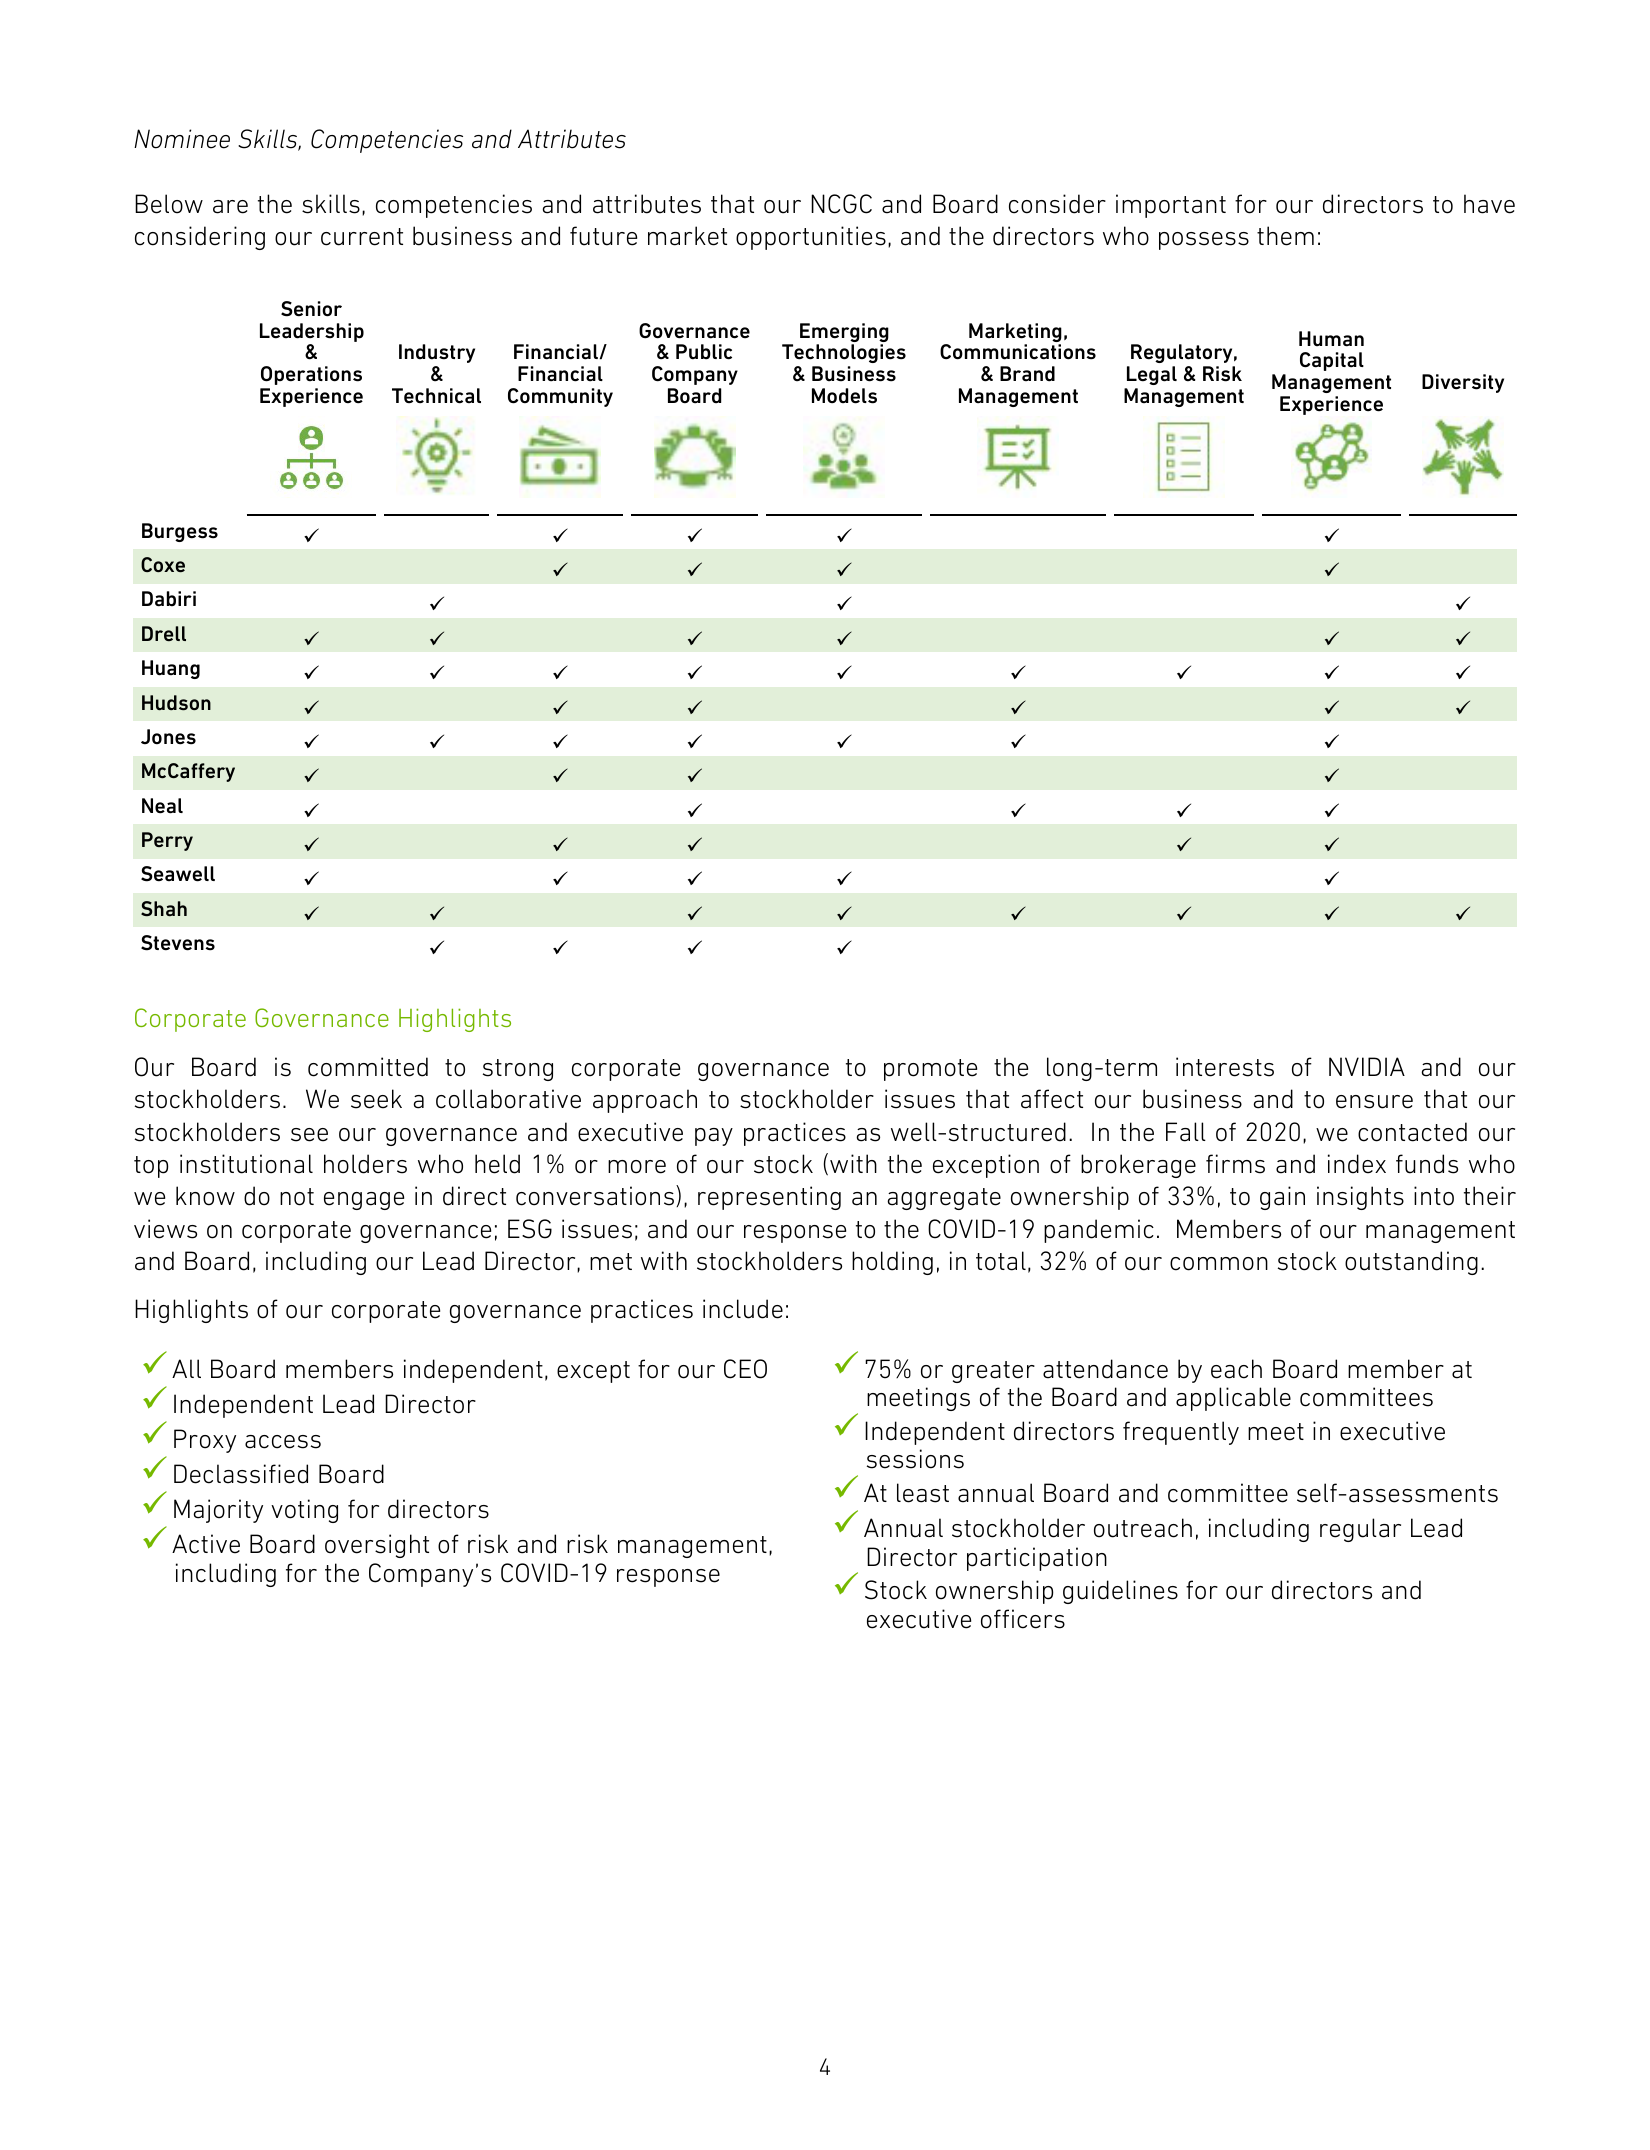 Nominee Skills, Competencies and Attributes
Below are the skills, competencies and attributes that our NCGC and Board consider important for our directors to have
considering our current business and future market opportunities, and the directors who possess them:
Senior Leadership & Operations Experience
Industry & Technical
Financial/ Financial Community
Governance & Public Company Board
Emerging Technologies & Business Models
Marketing, Communications & Brand Management
Regulatory, Legal & Risk Management
Human Capital Management Experience
Diversity
Burgess ✓ ✓ ✓ ✓ ✓
Coxe ✓ ✓ ✓ ✓
Dabiri ✓ ✓ ✓
Drell ✓ ✓ ✓ ✓ ✓ ✓
Huang ✓ ✓ ✓ ✓ ✓ ✓ ✓ ✓ ✓
Hudson ✓ ✓ ✓ ✓ ✓ ✓
Jones ✓ ✓ ✓ ✓ ✓ ✓ ✓
McCaffery ✓ ✓ ✓ ✓
Neal ✓ ✓ ✓ ✓ ✓
Perry ✓ ✓ ✓ ✓ ✓
Seawell ✓ ✓ ✓ ✓ ✓
Shah ✓ ✓ ✓ ✓ ✓ ✓ ✓ ✓
Stevens ✓ ✓ ✓ ✓
Corporate Governance Highlights
Our Board is committed to strong corporate governance to promote the long-term interests of NVIDIA and our
stockholders. We seek a collaborative approach to stockholder issues that affect our business and to ensure that our
stockholders see our governance and executive pay practices as well-structured. In the Fall of 2020, we contacted our
top institutional holders who held 1% or more of our stock (with the exception of brokerage firms and index funds who
we know do not engage in direct conversations), representing an aggregate ownership of 33%, to gain insights into their
views on corporate governance; ESG issues; and our response to the COVID-19 pandemic. Members of our management
and Board, including our Lead Director, met with stockholders holding, in total, 32% of our common stock outstanding.
Highlights of our corporate governance practices include:
✓ All Board members independent, except for our CEO
✓ Independent Lead Director
✓ Proxy access
✓ Declassified Board
✓ Majority voting for directors
✓ Active Board oversight of risk and risk management,
including for the Company's COVID-19 response
✓ 75% or greater attendance by each Board member at
meetings of the Board and applicable committees
✓ Independent directors frequently meet in executive
sessions
✓ At least annual Board and committee self-assessments
✓ Annual stockholder outreach, including regular Lead
Director participation
✓ Stock ownership guidelines for our directors and
executive officers
4